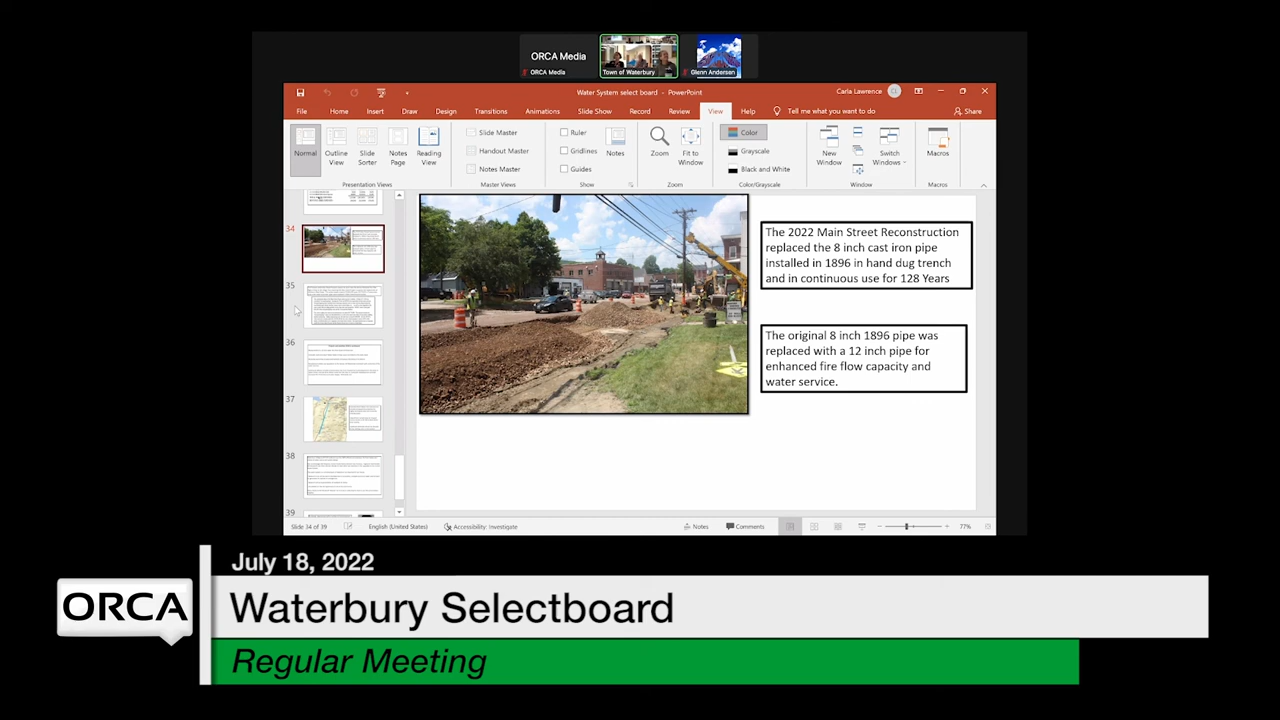 ORCA Media
ORCA Media
Town of Waterbury
Glenn Andersen
Water System select board - PowerPoint
Carla Lawrence
CL
File
Home
Insert
Draw
Design
Transitions
Animations
Slide Show
Record
Review
View
Help
Tell me what you want to do
Share
Normal
Outline View
Slide Sorter
Notes Page
Reading View
Presentation Views
Slide Master
Handout Master
Notes Master
Master Views
Ruler
Gridlines
Guides
Show
Notes
Zoom
Fit to Window
Zoom
Color
Grayscale
Black and White
Color/Grayscale
New Window
Switch Windows
Window
Macros
Macros
34
35
36
37
38
39
The 2022 Main Street Reconstruction
replaced the 8 inch cast iron pipe
installed in 1896 in hand dug trench
and in continuous use for 128 Years
The original 8 inch 1896 pipe was
replaced with a 12 inch pipe for
enhanced fire flow capacity and
water service.
Slide 34 of 39
English (United States)
Accessibility: Investigate
Notes
Comments
77%
July 18, 2022
ORCA
Waterbury Selectboard
Regular Meeting